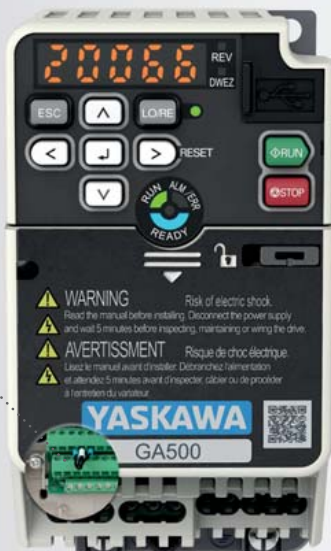 20066
REV
DWEZ
ESC
LO/RE
RESET
RUN
STOP
RUN
ALM/ERR
READY
WARNING Risk of electric shock.
Read the manual before installing. Disconnect the power supply
and wait 5 minutes before inspecting, maintaining or wiring the drive.
AVERTISSMENT Risque de choc électrique.
Lisez le manuel avant d'installer. Débranchez l'alimentation
et attendez 5 minutes avant d'inspecter, câbler ou de procéder
à l'entretien du variateur.
YASKAWA
GA500